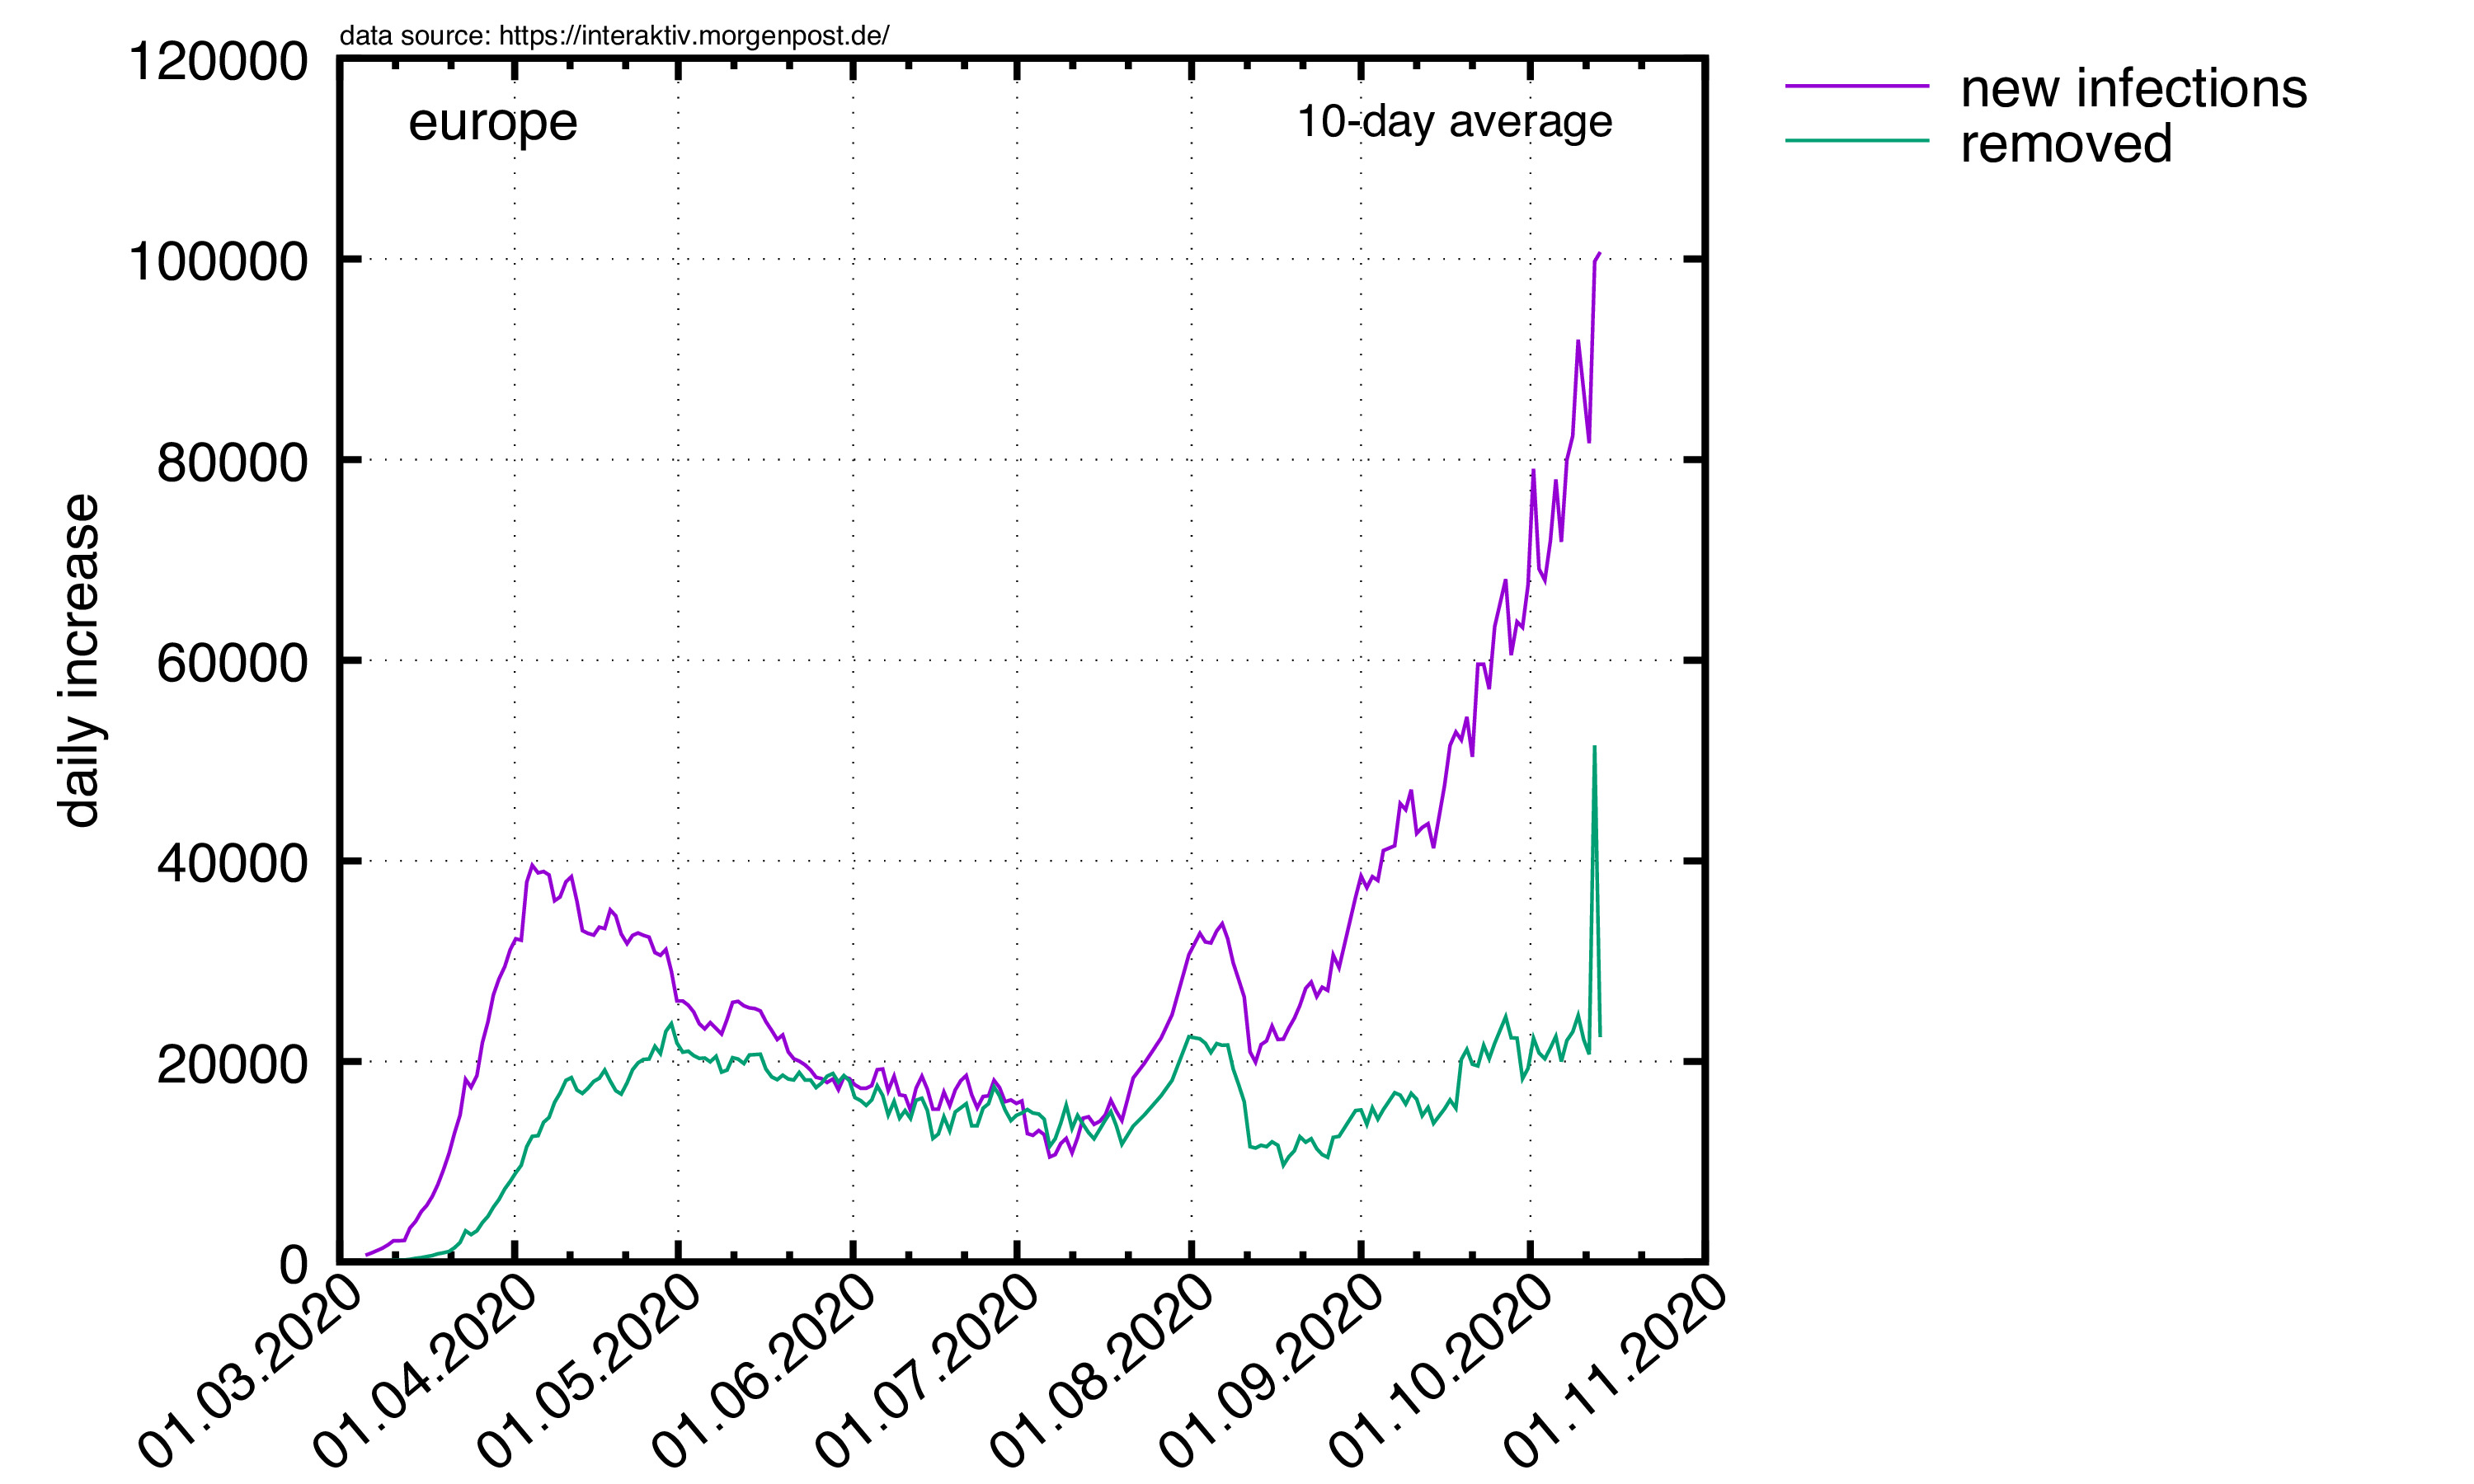 data source: https://interaktiv.morgenpost.de/
europe
10-day average
new infections
removed
daily increase
120000
100000
80000
60000
40000
20000
0
01.03.2020
01.04.2020
01.05.2020
01.06.2020
01.07.2020
01.08.2020
01.09.2020
01.10.2020
01.11.2020